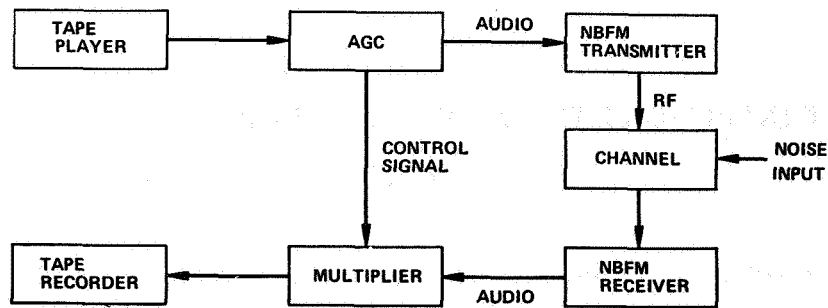 TAPE
PLAYER
AGC
AUDIO
NBFM
TRANSMITTER
RF
CONTROL
SIGNAL
CHANNEL
NOISE
INPUT
TAPE
RECORDER
MULTIPLIER
AUDIO
NBFM
RECEIVER